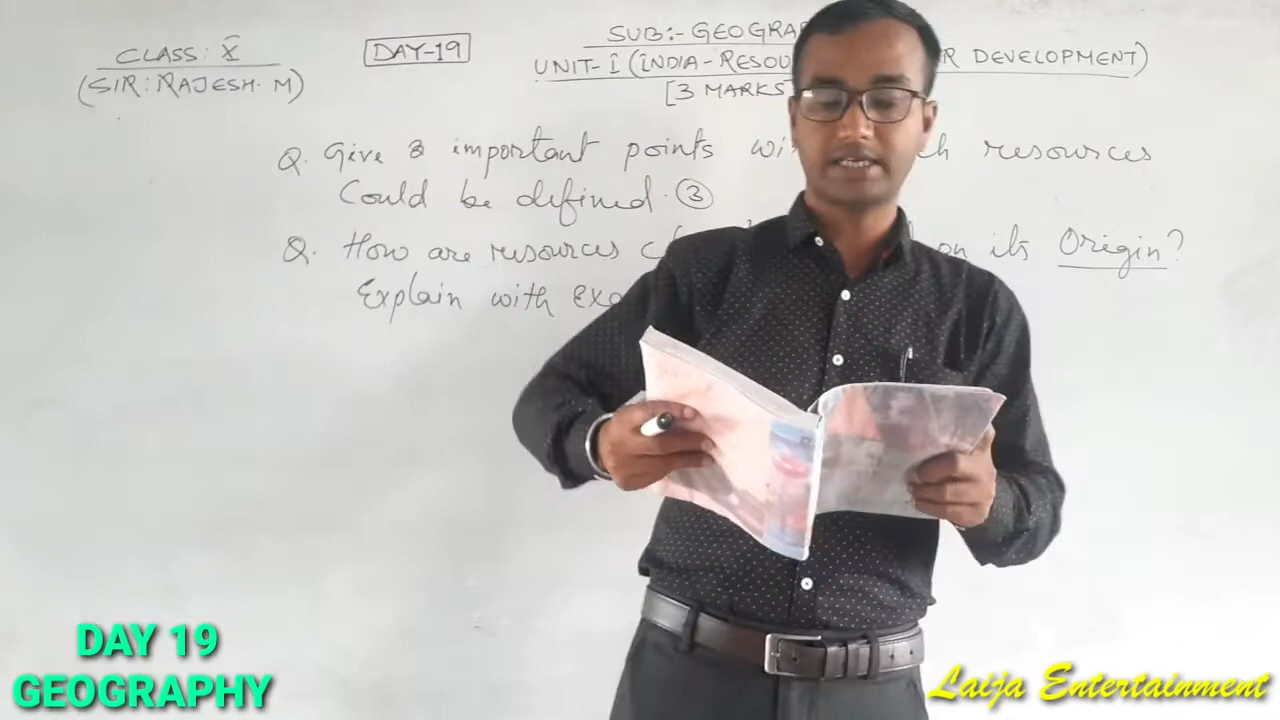 CLASS: X
(SIR: RAJESH. M)
DAY-19
SUB:- GEOGRA
UNIT- I (INDIA- RESOU R DEVELOPMENT)
[3 MARKS
Q. Give 3 important points wi ch resources
Could be defined. ③
Q. How are resources c on its Origin?
Explain with exa
DAY 19
GEOGRAPHY
Laija Entertainment